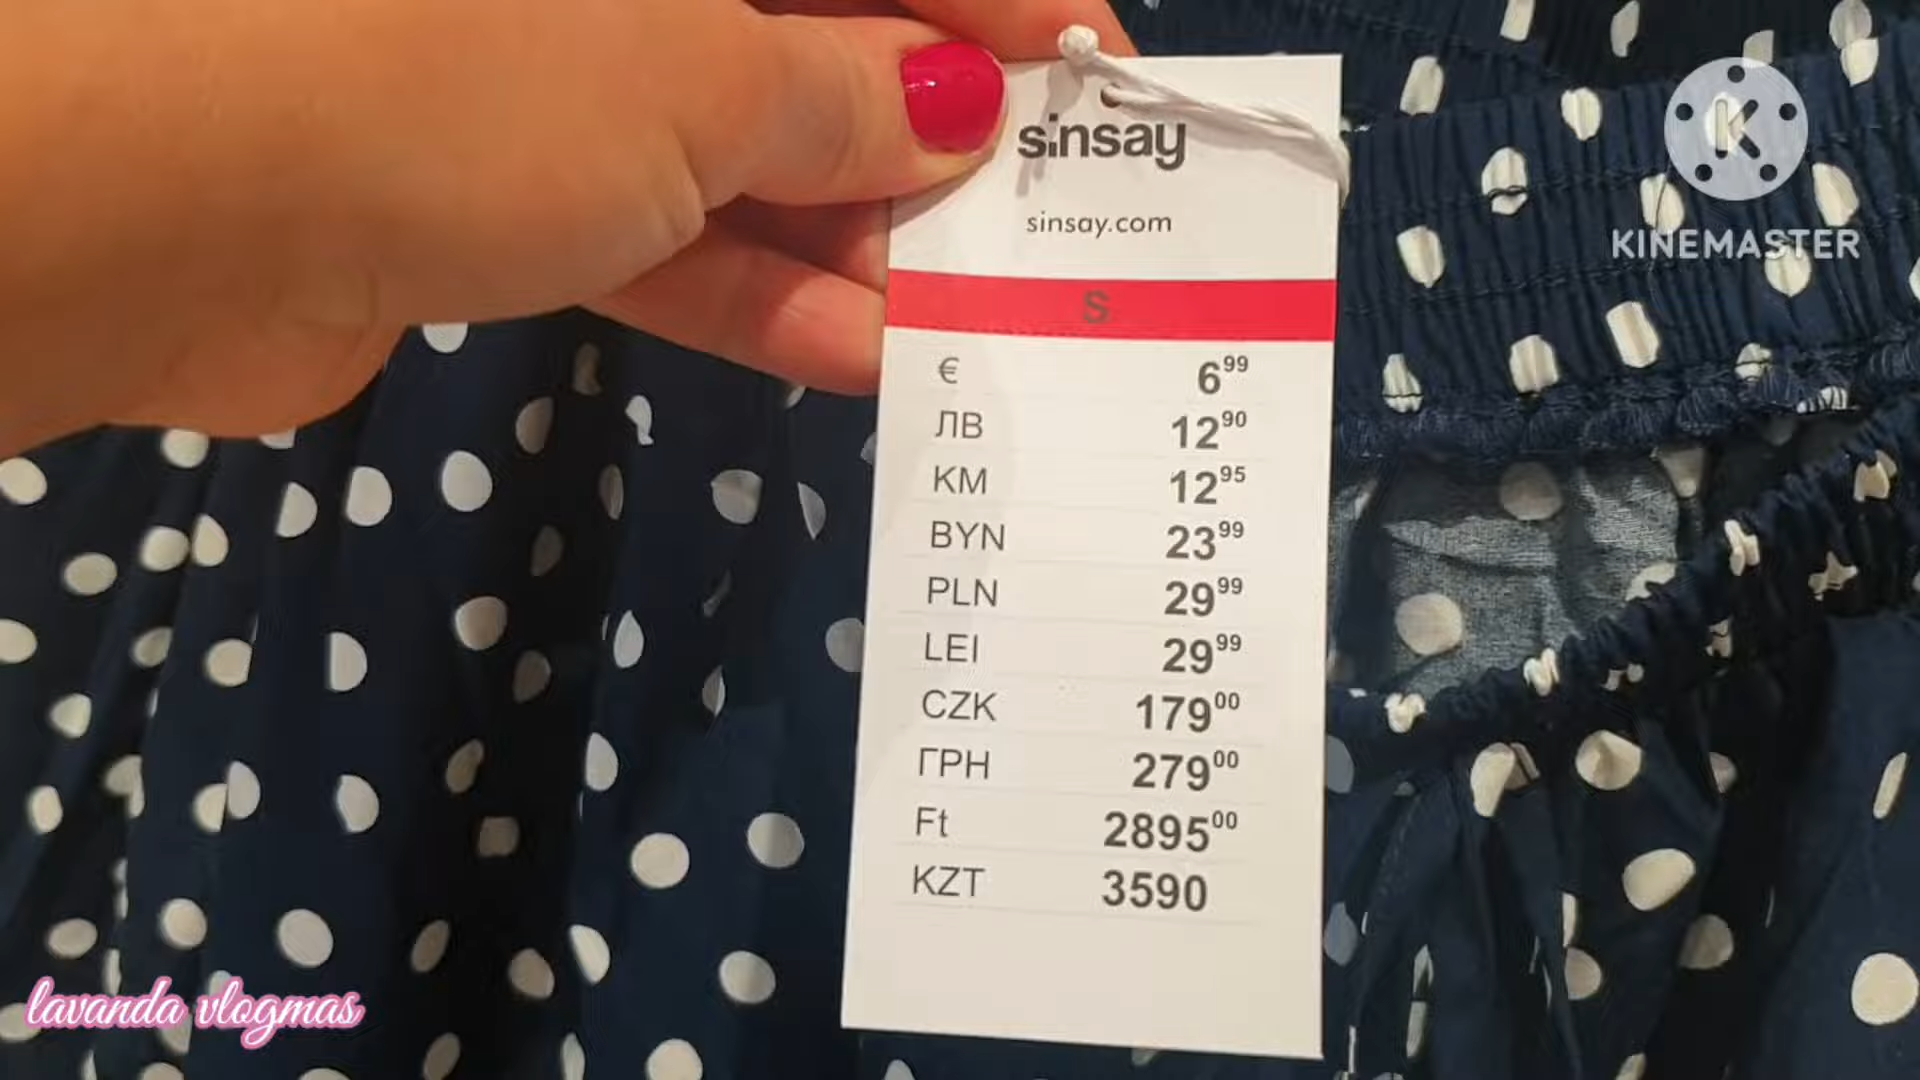 sinsay
sinsay.com
S
€ 6⁹⁹
ЛВ 12⁹⁰
KM 12⁹⁵
BYN 23⁹⁹
PLN 29⁹⁹
LEI 29⁹⁹
CZK 179⁰⁰
ГРН 279⁰⁰
Ft 2895⁰⁰
KZT 3590
K
KINEMASTER
lavanda vlogmas